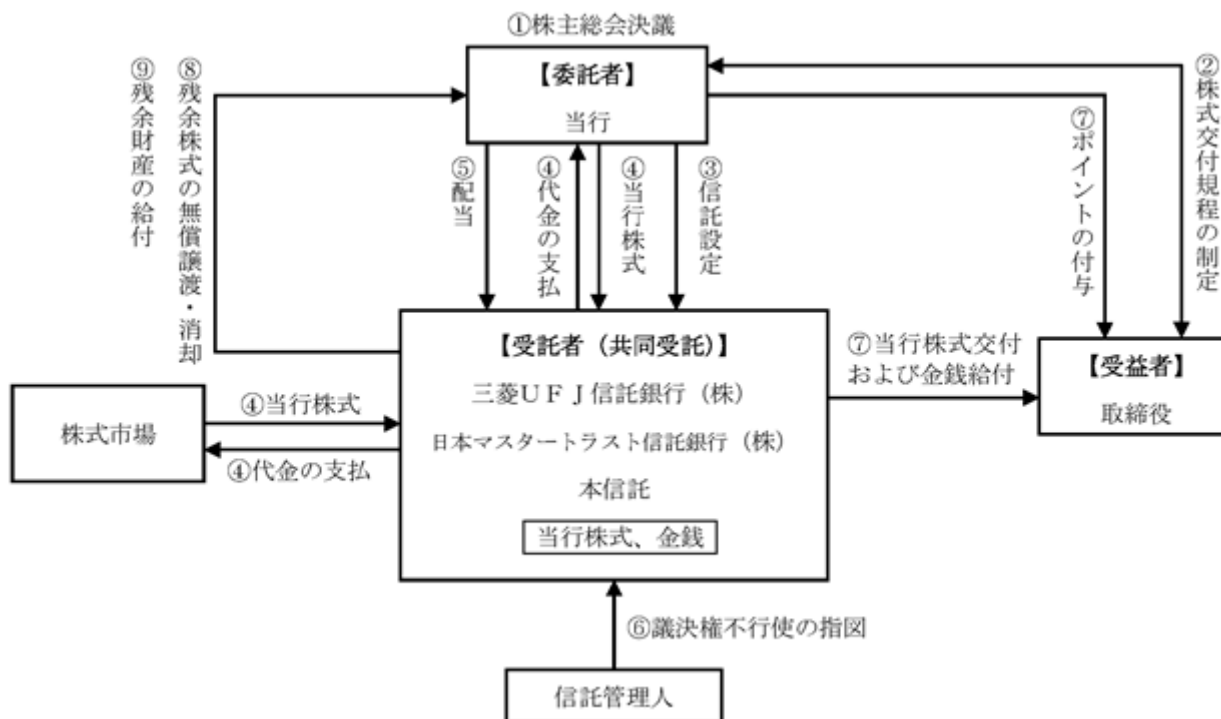 ①株主総会決議
【委託者】
当行
⑨残余財産の給付
⑧残余株式の無償譲渡・消却
⑤配当
④代金の支払
④当行株式
③信託設定
⑦ポイントの付与
②株式交付規程の制定
【受託者（共同受託）】
三菱ＵＦＪ信託銀行（株）
日本マスタートラスト信託銀行（株）
本信託
当行株式、金銭
⑦当行株式交付
および金銭給付
【受益者】
取締役
株式市場
④当行株式
④代金の支払
⑥議決権不行使の指図
信託管理人